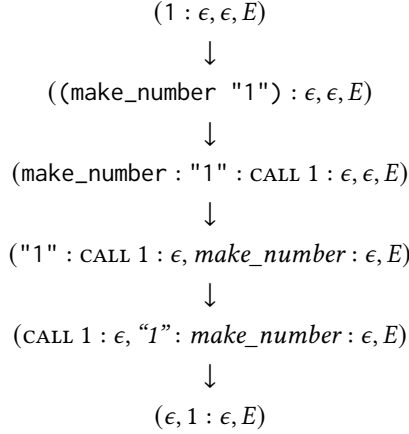 (1 : ϵ, ϵ, E)
↓
((make_number "1") : ϵ, ϵ, E)
↓
(make_number : "1" : CALL 1 : ϵ, ϵ, E)
↓
("1" : CALL 1 : ϵ, make_number : ϵ, E)
↓
(CALL 1 : ϵ, “1” : make_number : ϵ, E)
↓
(ϵ, 1 : ϵ, E)